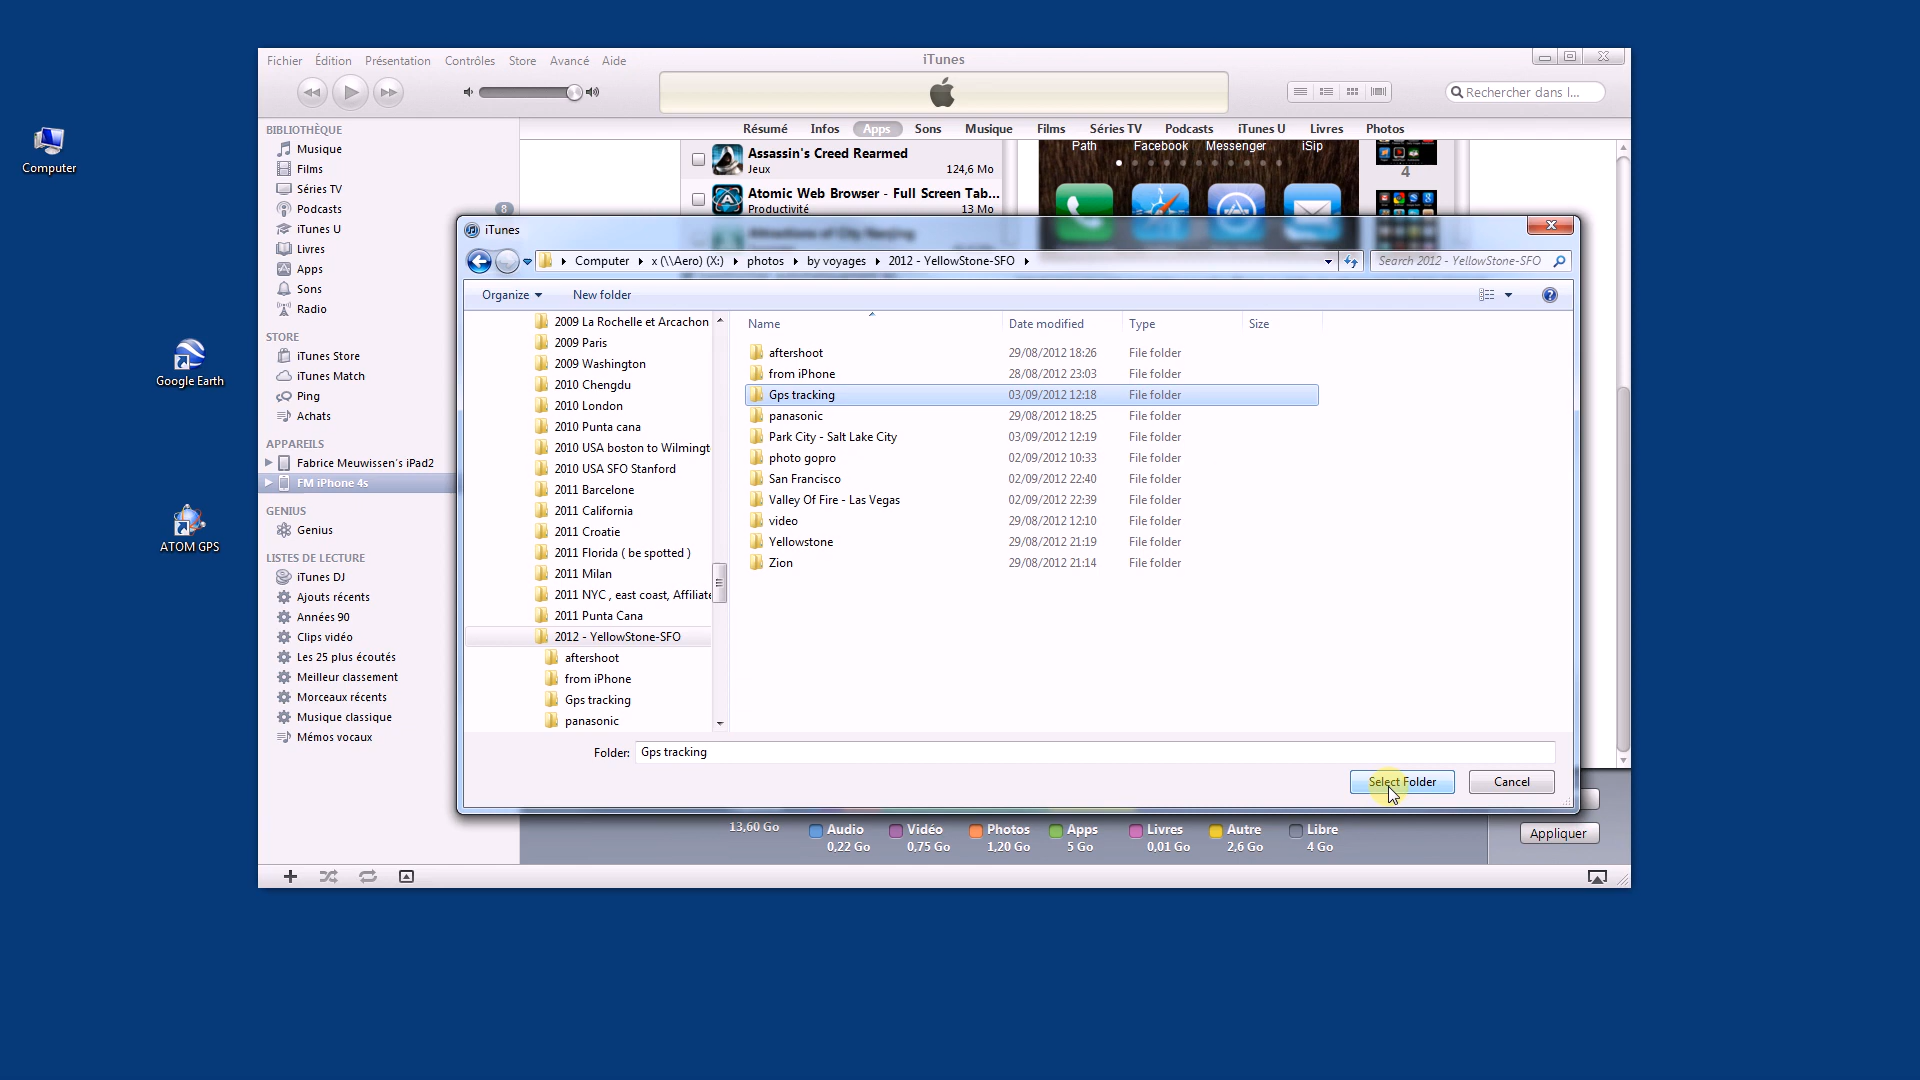 Computer
Google Earth
ATOM GPS
Fichier Édition Présentation Contrôles Store Avancé Aide
iTunes
Rechercher dans l...
Résumé Infos Apps Sons Musique Films Séries TV Podcasts iTunes U Livres Photos
BIBLIOTHÈQUE
Musique
Films
Séries TV
Podcasts
8
iTunes U
Livres
Apps
Sons
Radio
STORE
iTunes Store
iTunes Match
Ping
Achats
APPAREILS
Fabrice Meuwissen's iPad2
FM iPhone 4s
GENIUS
Genius
LISTES DE LECTURE
iTunes DJ
Ajouts récents
Années 90
Clips vidéo
Les 25 plus écoutés
Meilleur classement
Morceaux récents
Musique classique
Mémos vocaux
Assassin's Creed Rearmed
Jeux 124,6 Mo
Atomic Web Browser - Full Screen Tab...
Productivité 13 Mo
Attractions of City Nanjing
Path Facebook Messenger iSip
4
iTunes
Computer x (\\Aero) (X:) photos by voyages 2012 - YellowStone-SFO
Search 2012 - YellowStone-SFO
Organize New folder
2009 La Rochelle et Arcachon
2009 Paris
2009 Washington
2010 Chengdu
2010 London
2010 Punta cana
2010 USA boston to Wilmingt
2010 USA SFO Stanford
2011 Barcelone
2011 California
2011 Croatie
2011 Florida ( be spotted )
2011 Milan
2011 NYC , east coast, Affiliate
2011 Punta Cana
2012 - YellowStone-SFO
aftershoot
from iPhone
Gps tracking
panasonic
Name Date modified Type Size
aftershoot 29/08/2012 18:26 File folder
from iPhone 28/08/2012 23:03 File folder
Gps tracking 03/09/2012 12:18 File folder
panasonic 29/08/2012 18:25 File folder
Park City - Salt Lake City 03/09/2012 12:19 File folder
photo gopro 02/09/2012 10:33 File folder
San Francisco 02/09/2012 22:40 File folder
Valley Of Fire - Las Vegas 02/09/2012 22:39 File folder
video 29/08/2012 12:10 File folder
Yellowstone 29/08/2012 21:19 File folder
Zion 29/08/2012 21:14 File folder
Folder: Gps tracking
Select Folder Cancel
13,60 Go
Audio Vidéo Photos Apps Livres Autre Libre
0,22 Go 0,75 Go 1,20 Go 5 Go 0,01 Go 2,6 Go 4 Go
Appliquer